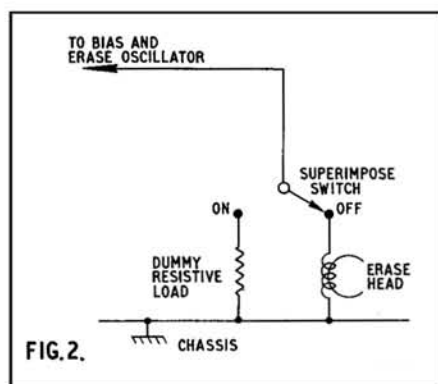 TO BIAS AND
ERASE OSCILLATOR
SUPERIMPOSE
SWITCH
ON
OFF
DUMMY
RESISTIVE
LOAD
ERASE
HEAD
FIG.2.
CHASSIS